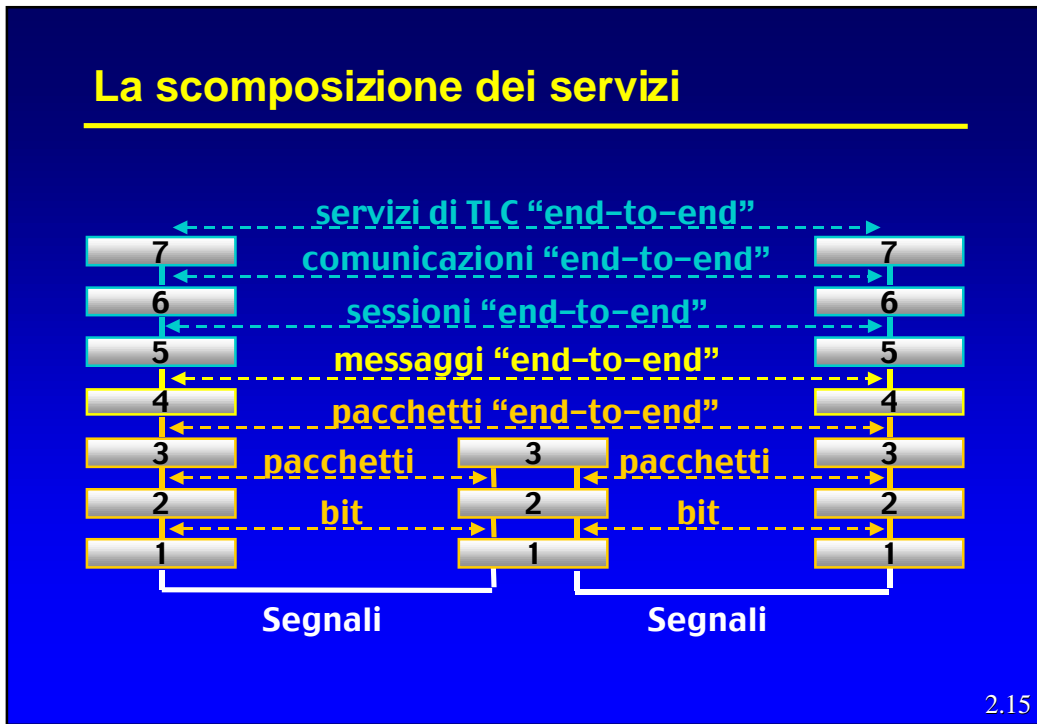 La scomposizione dei servizi
servizi di TLC “end-to-end”
7 7
comunicazioni “end-to-end”
6 6
sessioni “end-to-end”
5 5
messaggi “end-to-end”
4 4
pacchetti “end-to-end”
3 3 3
pacchetti pacchetti
2 2 2
bit bit
1 1 1
Segnali Segnali
2.15